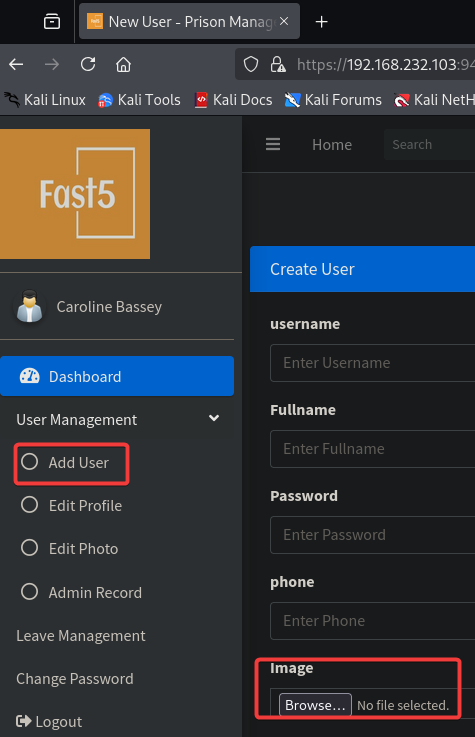 New User - Prison Manag
https://192.168.232.103:94
Kali Linux Kali Tools Kali Docs Kali Forums Kali NetH
Fast5
Home Search
Create User
Caroline Bassey
username
Enter Username
Dashboard
User Management
Fullname
Enter Fullname
Add User
Password
Edit Profile
Enter Password
Edit Photo
phone
Admin Record
Enter Phone
Leave Management
Image
Change Password
Browse... No file selected.
Logout